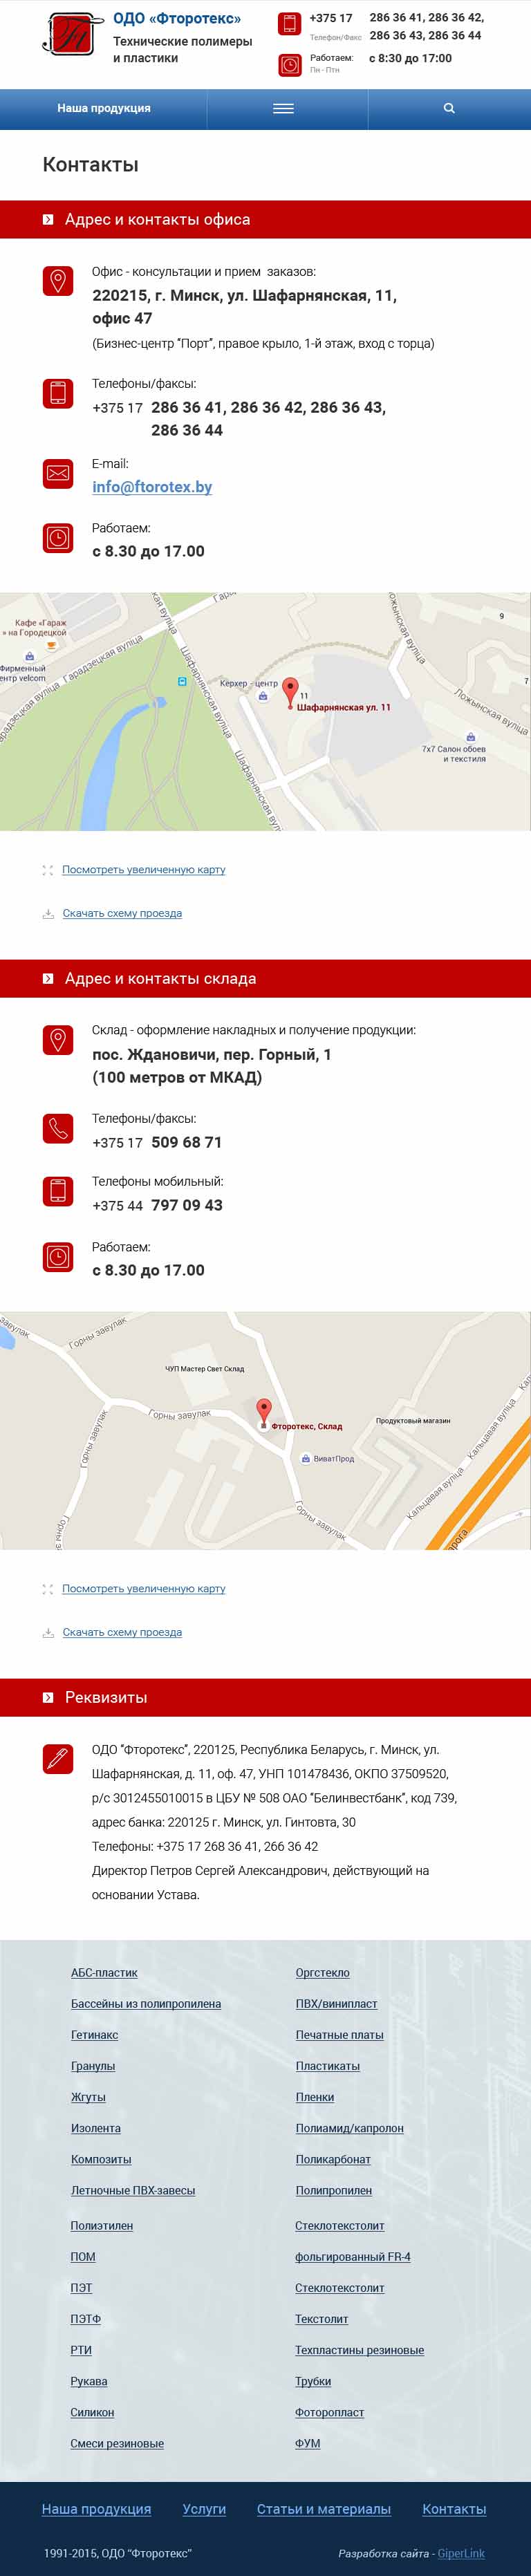 ОДО «Фторотекс»
Технические полимеры
и пластики
+375 17
Телефон/Факс
286 36 41, 286 36 42,
286 36 43, 286 36 44
Работаем:
Пн - Птн
с 8:30 до 17:00
Наша продукция
Контакты
Адрес и контакты офиса
Офис - консультации и прием заказов:
220215, г. Минск, ул. Шафарнянская, 11,
офис 47
(Бизнес-центр “Порт”, правое крыло, 1-й этаж, вход с торца)
Телефоны/факсы:
+375 17 286 36 41, 286 36 42, 286 36 43,
286 36 44
E-mail:
info@ftorotex.by
Работаем:
с 8.30 до 17.00
Кафе «Гараж
» на Городецкой
Фирменный
ентр velcom
Гарадзецкая вуліца
Шафарнянская вуліца
Керхер - центр
11
Шафарнянская ул. 11
9
7
Ложынская вуліца
7x7 Салон обоев
и текстиля
Шафарнянская вул
Посмотреть увеличенную карту
Скачать схему проезда
Адрес и контакты склада
Склад - оформление накладных и получение продукции:
пос. Ждановичи, пер. Горный, 1
(100 метров от МКАД)
Телефоны/факсы:
+375 17 509 68 71
Телефоны мобильный:
+375 44 797 09 43
Работаем:
с 8.30 до 17.00
Горны завулак
ЧУП Мастер Свет Склад
Горны завулак
Горны завулак
Фторотекс, Склад
Продуктовый магазин
ВиватПрод
Кальцавая вуліца
Кальцавая вуліца
Горны завулак
Посмотреть увеличенную карту
Скачать схему проезда
Реквизиты
ОДО “Фторотекс”, 220125, Республика Беларусь, г. Минск, ул.
Шафарнянская, д. 11, оф. 47, УНП 101478436, ОКПО 37509520,
р/с 3012455010015 в ЦБУ № 508 ОАО “Белинвестбанк”, код 739,
адрес банка: 220125 г. Минск, ул. Гинтовта, 30
Телефоны: +375 17 268 36 41, 266 36 42
Директор Петров Сергей Александрович, действующий на
основании Устава.
АБС-пластик
Бассейны из полипропилена
Гетинакс
Гранулы
Жгуты
Изолента
Композиты
Летночные ПВХ-завесы
Полиэтилен
ПОМ
ПЭТ
ПЭТФ
РТИ
Рукава
Силикон
Смеси резиновые
Оргстекло
ПВХ/винипласт
Печатные платы
Пластикаты
Пленки
Полиамид/капролон
Поликарбонат
Полипропилен
Стеклотекстолит
фольгированный FR-4
Стеклотекстолит
Текстолит
Техпластины резиновые
Трубки
Фоторопласт
ФУМ
Наша продукция Услуги Статьи и материалы Контакты
1991-2015, ОДО “Фторотекс”
Разработка сайта - GiperLink